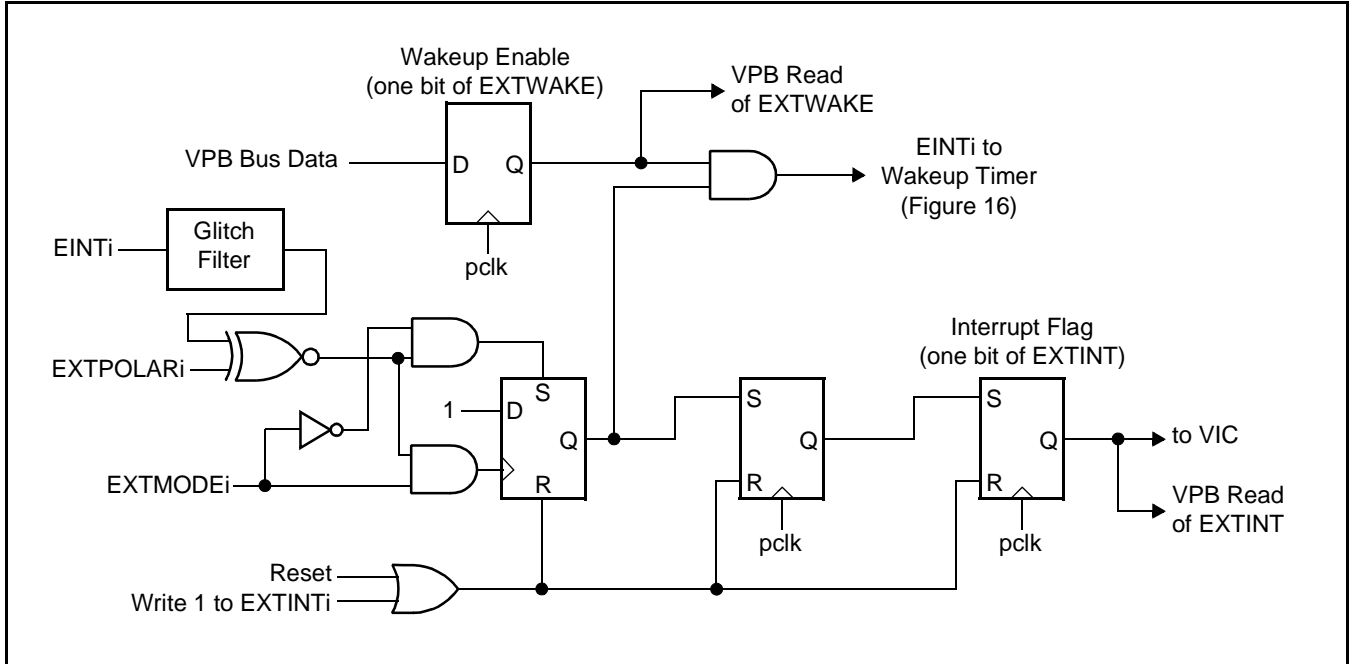 Wakeup Enable
(one bit of EXTWAKE)
VPB Read
of EXTWAKE
VPB Bus Data
D
Q
EINTi to
Wakeup Timer
(Figure 16)
pclk
EINTi
Glitch
Filter
EXTPOLARi
Interrupt Flag
(one bit of EXTINT)
1
D
S
Q
R
S
Q
R
pclk
S
Q
R
pclk
to VIC
VPB Read
of EXTINT
EXTMODEi
Reset
Write 1 to EXTINTi